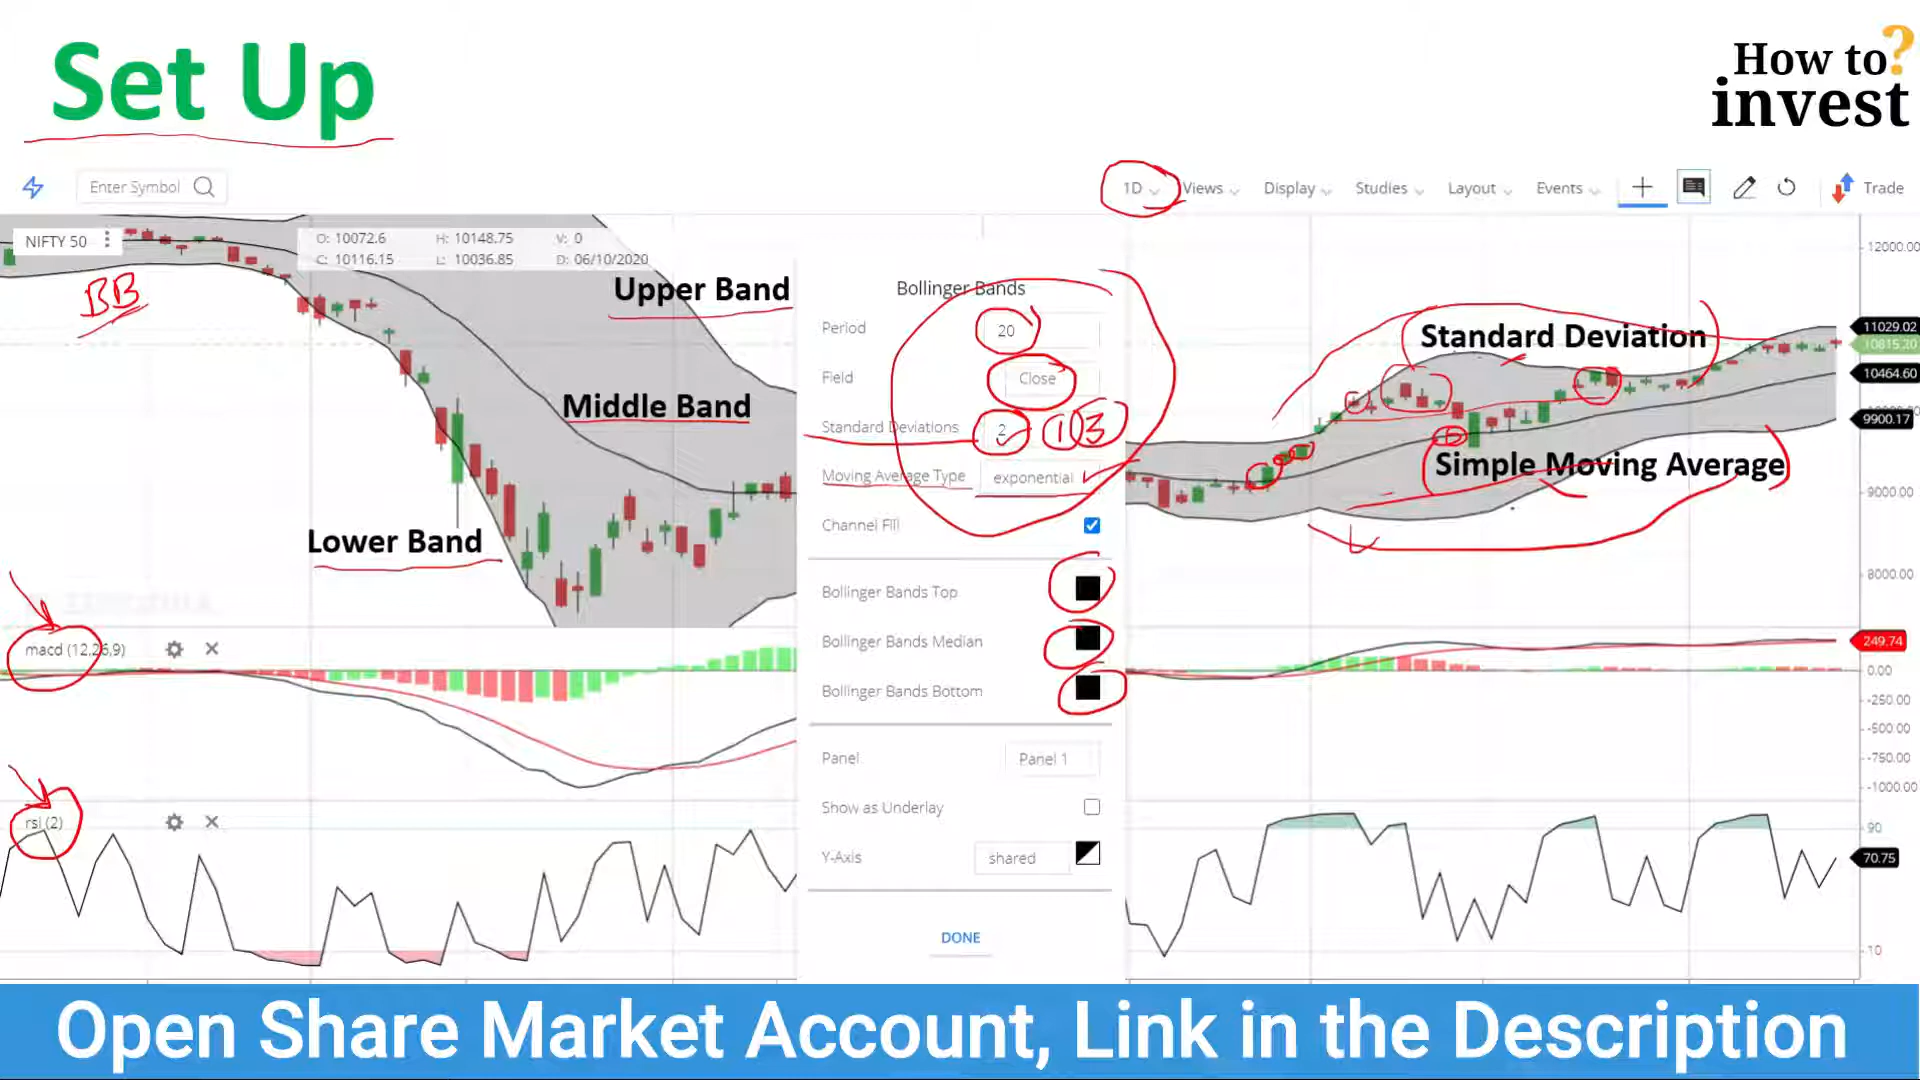 Set Up
How to?
invest
Enter Symbol
1D
Views
Display
Studies
Layout
Events
Trade
NIFTY 50
O: 10072.6 H: 10148.75 V: 0
C: 10116.15 L: 10036.85 D: 06/10/2020
BB
Upper Band
Middle Band
Lower Band
Bollinger Bands
Period 20
Field Close
Standard Deviations 2 1 3
Moving Average Type exponential
Channel Fill
Bollinger Bands Top
Bollinger Bands Median
Bollinger Bands Bottom
Panel Panel 1
Show as Underlay
Y-Axis shared
DONE
Standard Deviation
Simple Moving Average
12000.00
11029.02
10815.20
10464.60
9900.17
9000.00
8000.00
macd (12,26,9)
249.74
0.00
-250.00
-500.00
-750.00
-1000.00
rsi (2)
90
70.75
10
Open Share Market Account, Link in the Description